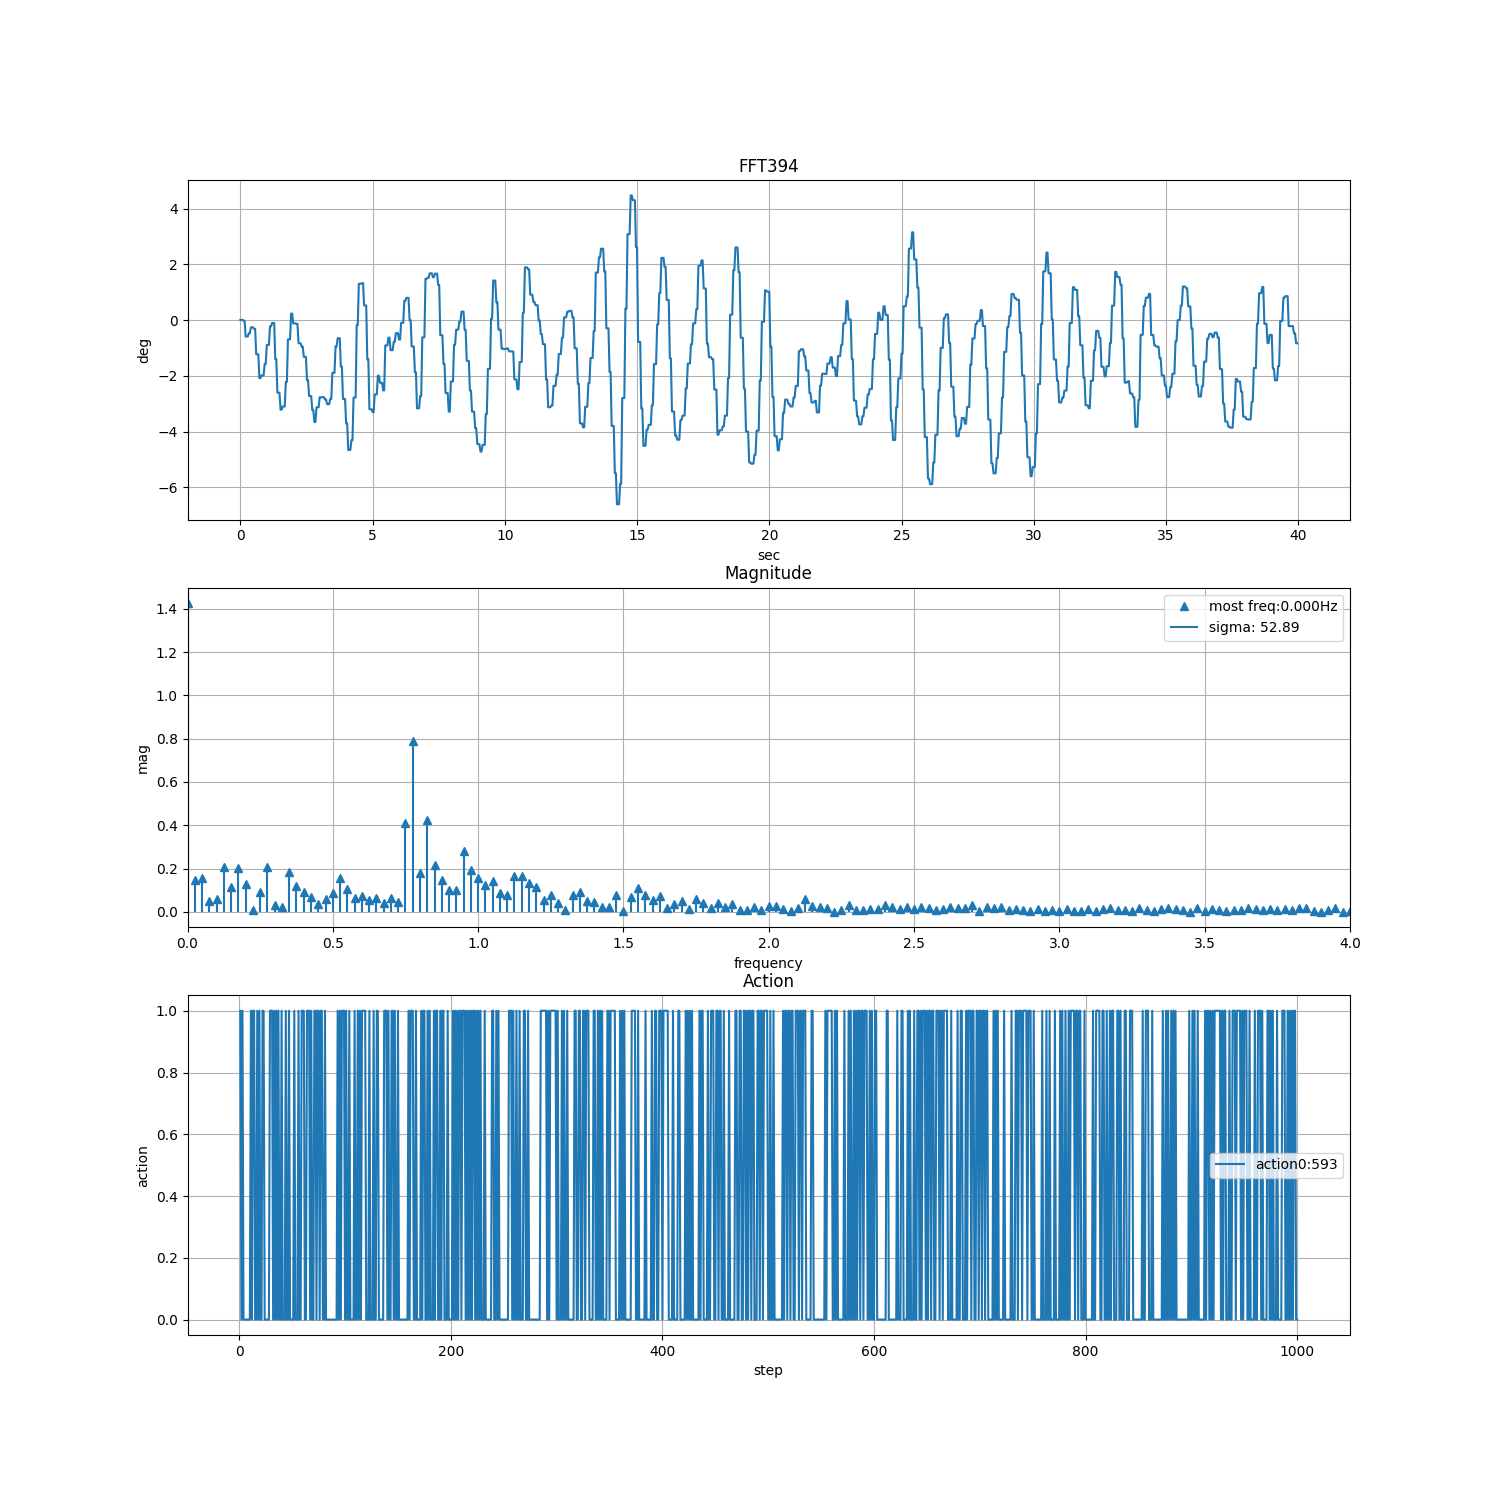 FFT394
4
2
0
−2
−4
−6
deg
0 5 10 15 20 25 30 35 40
sec
Magnitude
most freq:0.000Hz
sigma: 52.89
1.4
1.2
1.0
0.8
0.6
0.4
0.2
0.0
mag
0.0 0.5 1.0 1.5 2.0 2.5 3.0 3.5 4.0
frequency
Action
1.0
0.8
0.6
0.4
0.2
0.0
action
action0:593
0 200 400 600 800 1000
step